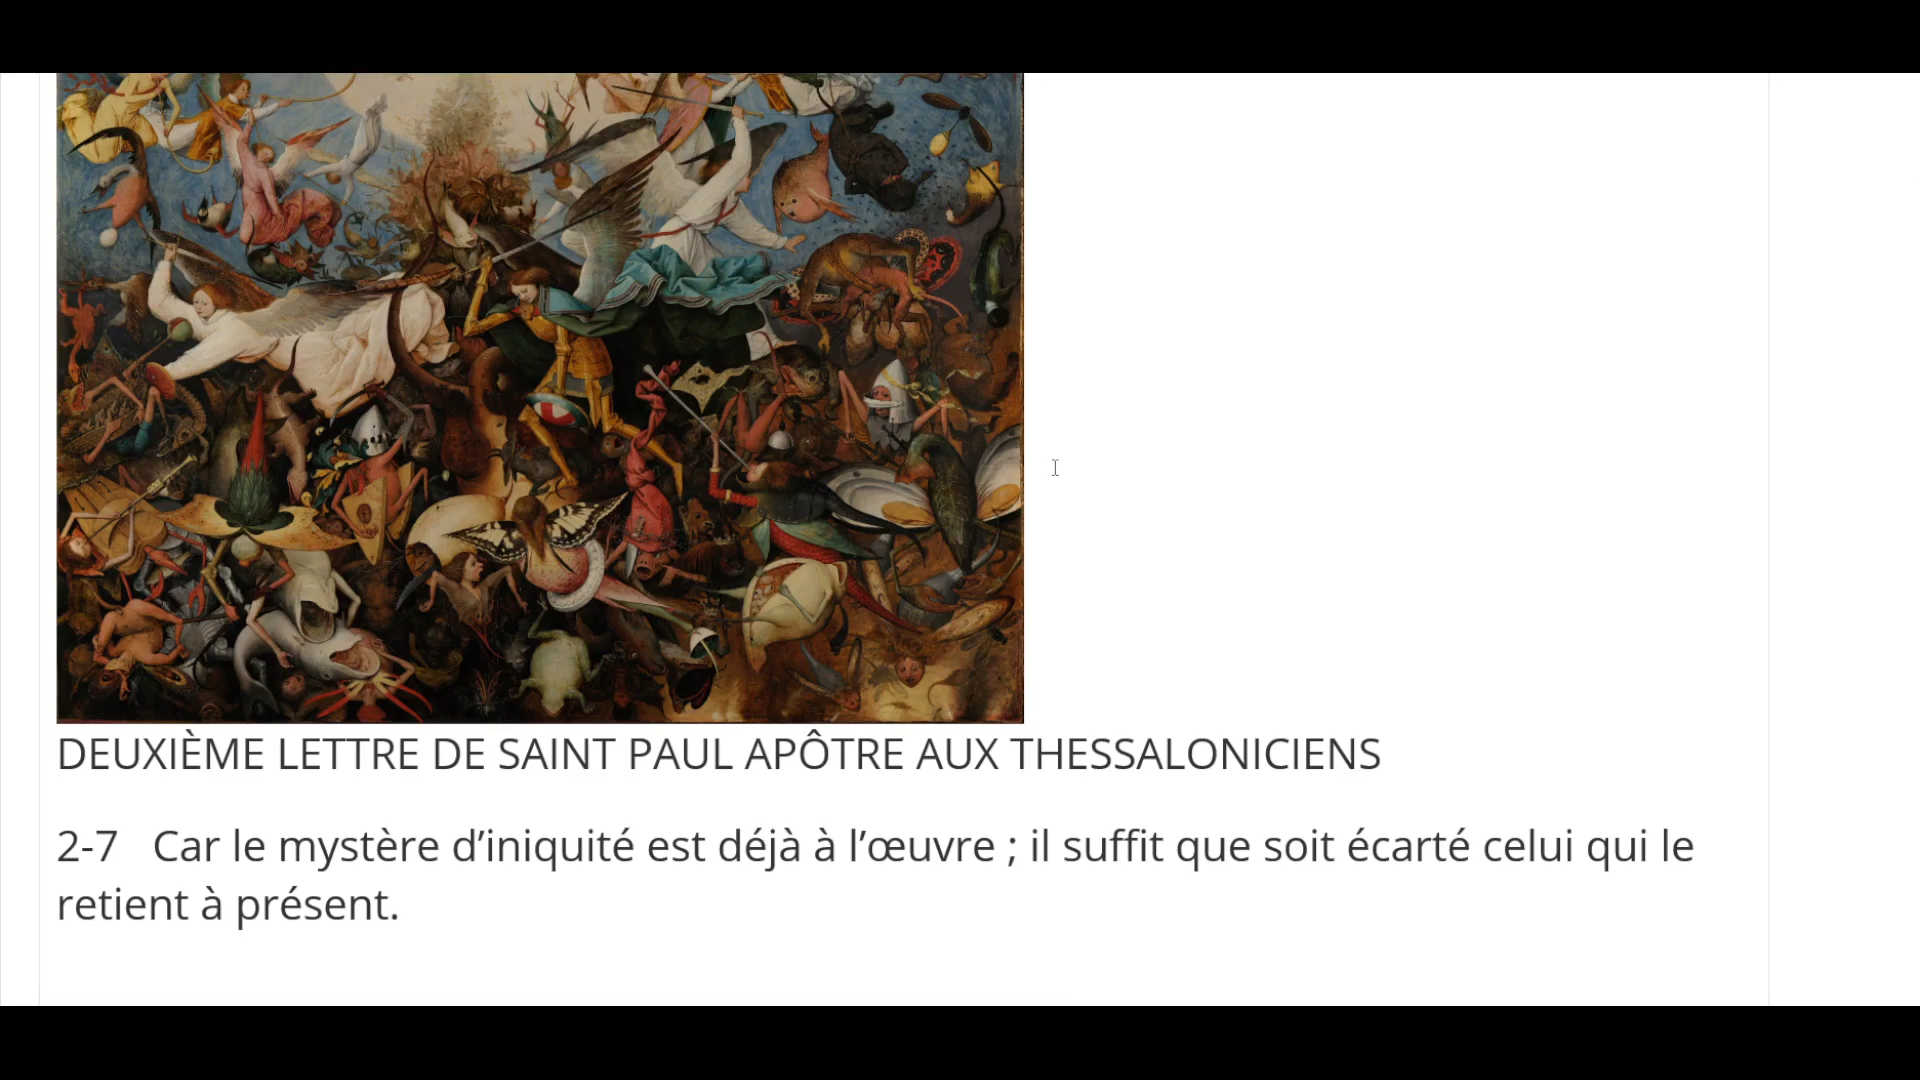 DEUXIÈME LETTRE DE SAINT PAUL APÔTRE AUX THESSALONICIENS
2-7 Car le mystère d’iniquité est déjà à l’œuvre ; il suffit que soit écarté celui qui le
retient à présent.